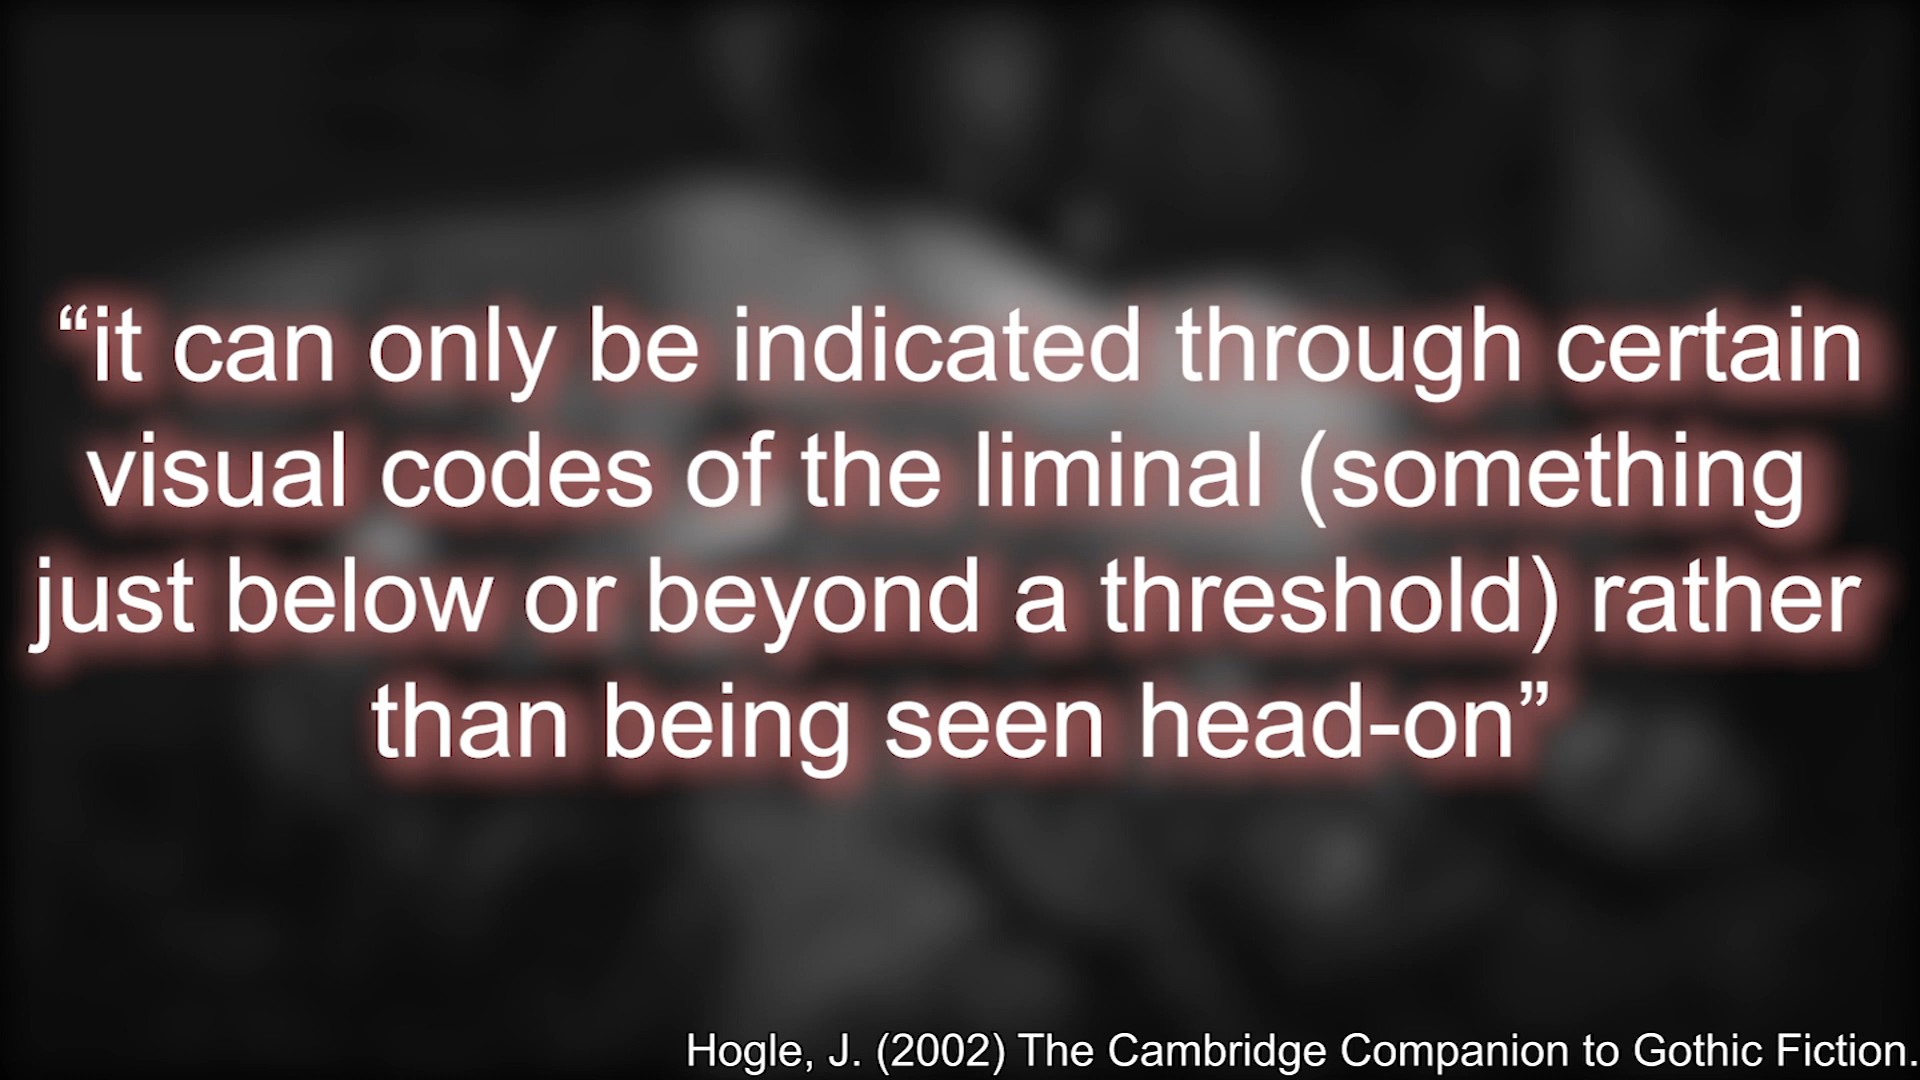 “it can only be indicated through certain
visual codes of the liminal (something
just below or beyond a threshold) rather
than being seen head-on”
Hogle, J. (2002) The Cambridge Companion to Gothic Fiction.